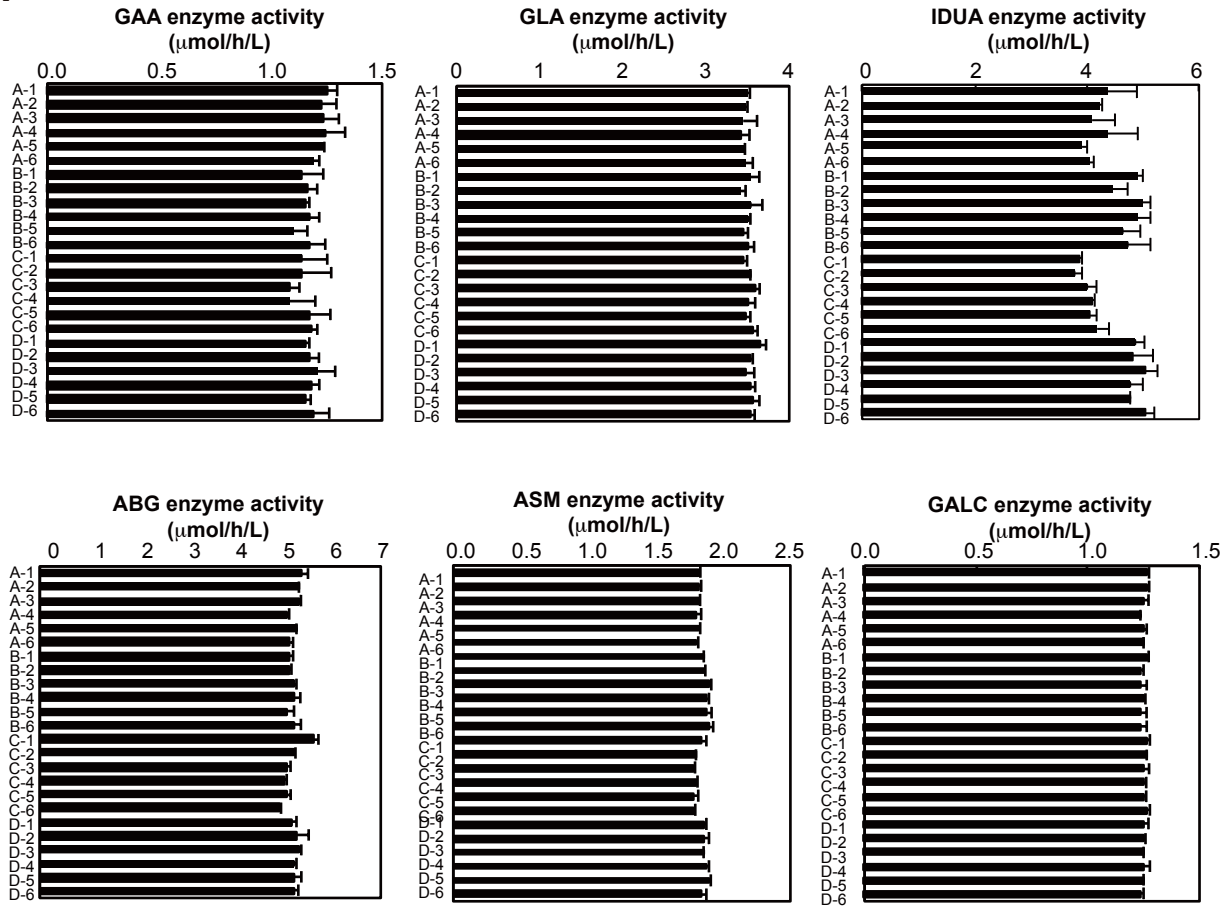 GAA enzyme activity
(μmol/h/L)
0.0 0.5 1.0 1.5
A-1
A-2
A-3
A-4
A-5
A-6
B-1
B-2
B-3
B-4
B-5
B-6
C-1
C-2
C-3
C-4
C-5
C-6
D-1
D-2
D-3
D-4
D-5
D-6
GLA enzyme activity
(μmol/h/L)
0 1 2 3 4
A-1
A-2
A-3
A-4
A-5
A-6
B-1
B-2
B-3
B-4
B-5
B-6
C-1
C-2
C-3
C-4
C-5
C-6
D-1
D-2
D-3
D-4
D-5
D-6
IDUA enzyme activity
(μmol/h/L)
0 2 4 6
A-1
A-2
A-3
A-4
A-5
A-6
B-1
B-2
B-3
B-4
B-5
B-6
C-1
C-2
C-3
C-4
C-5
C-6
D-1
D-2
D-3
D-4
D-5
D-6
ABG enzyme activity
(μmol/h/L)
0 1 2 3 4 5 6 7
A-1
A-2
A-3
A-4
A-5
A-6
B-1
B-2
B-3
B-4
B-5
B-6
C-1
C-2
C-3
C-4
C-5
C-6
D-1
D-2
D-3
D-4
D-5
D-6
ASM enzyme activity
(μmol/h/L)
0.0 0.5 1.0 1.5 2.0 2.5
A-1
A-2
A-3
A-4
A-5
A-6
B-1
B-2
B-3
B-4
B-5
B-6
C-1
C-2
C-3
C-4
C-5
C-6
D-1
D-2
D-3
D-4
D-5
D-6
GALC enzyme activity
(μmol/h/L)
0.0 0.5 1.0 1.5
A-1
A-2
A-3
A-4
A-5
A-6
B-1
B-2
B-3
B-4
B-5
B-6
C-1
C-2
C-3
C-4
C-5
C-6
D-1
D-2
D-3
D-4
D-5
D-6